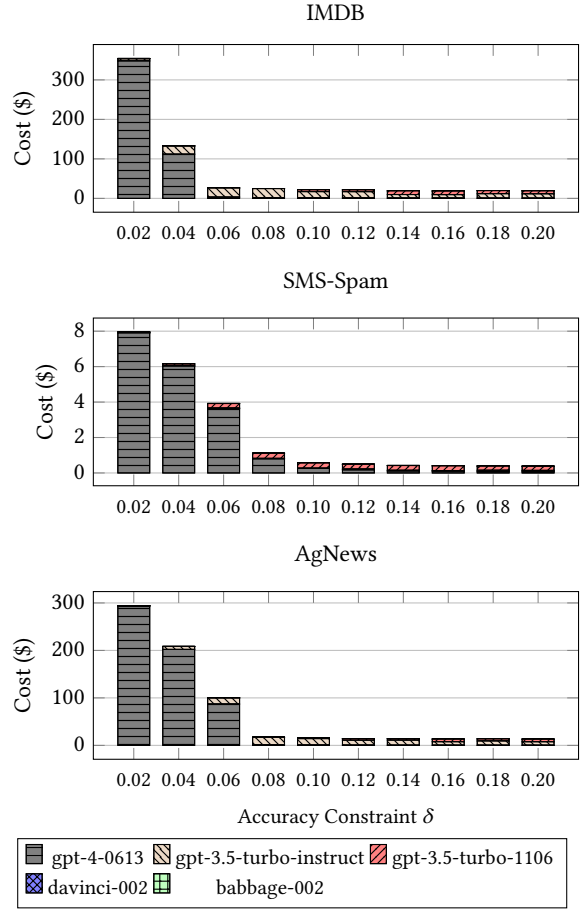 IMDB
Cost ($)
300
200
100
0
0.02 0.04 0.06 0.08 0.10 0.12 0.14 0.16 0.18 0.20
SMS-Spam
Cost ($)
8
6
4
2
0
0.02 0.04 0.06 0.08 0.10 0.12 0.14 0.16 0.18 0.20
AgNews
Cost ($)
300
200
100
0
0.02 0.04 0.06 0.08 0.10 0.12 0.14 0.16 0.18 0.20
Accuracy Constraint δ
gpt-4-0613 gpt-3.5-turbo-instruct gpt-3.5-turbo-1106
davinci-002 babbage-002